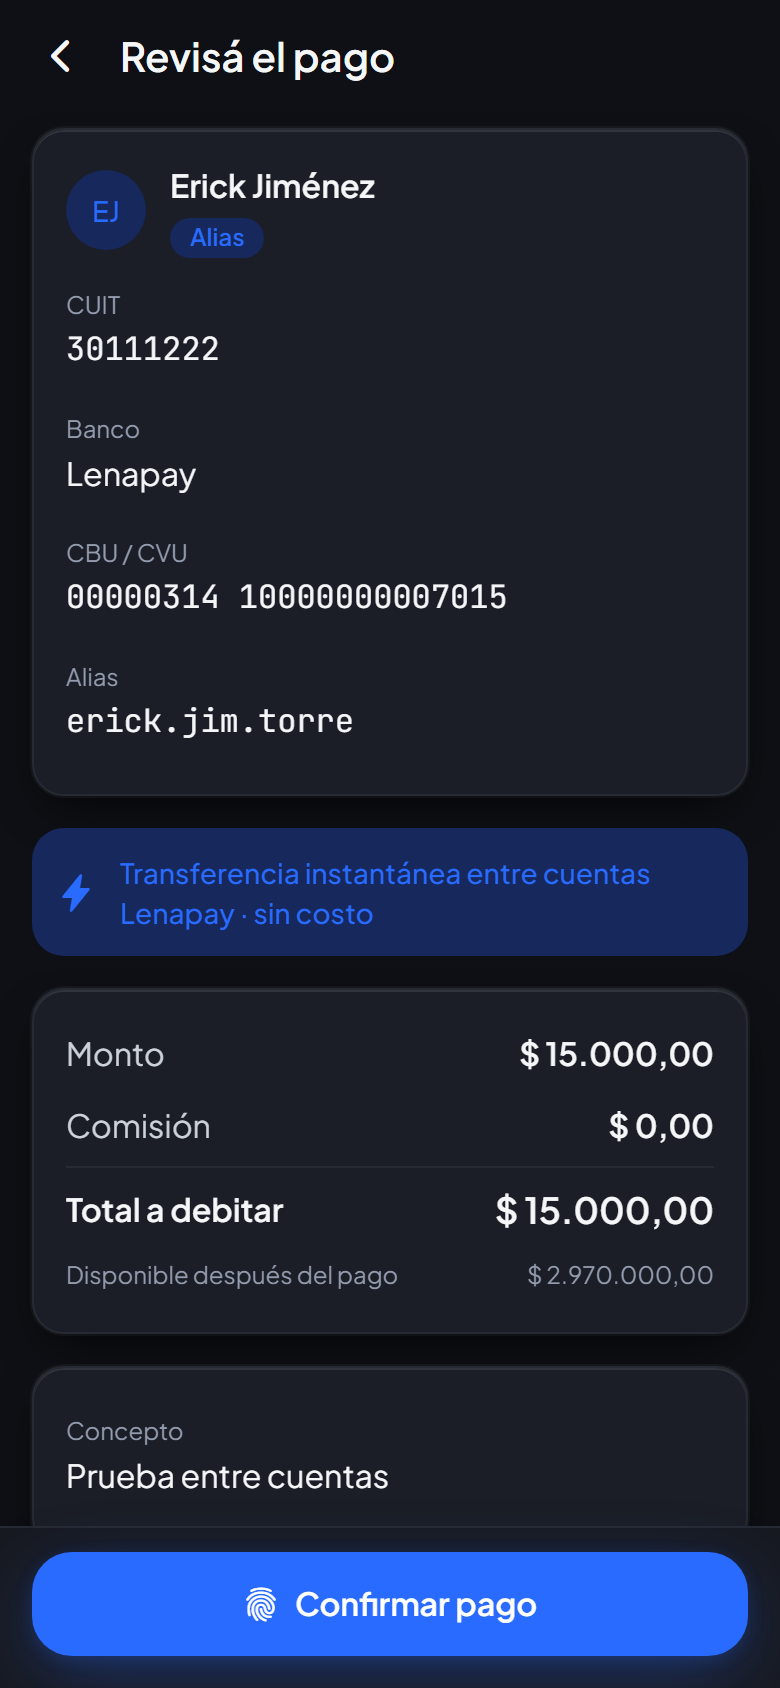 Revisá el pago
EJ
Erick Jiménez
Alias
CUIT
30111222
Banco
Lenapay
CBU / CVU
00000314 10000000007015
Alias
erick.jim.torre
Transferencia instantánea entre cuentas
Lenapay · sin costo
Monto $ 15.000,00
Comisión $ 0,00
Total a debitar $ 15.000,00
Disponible después del pago $ 2.970.000,00
Concepto
Prueba entre cuentas
Confirmar pago